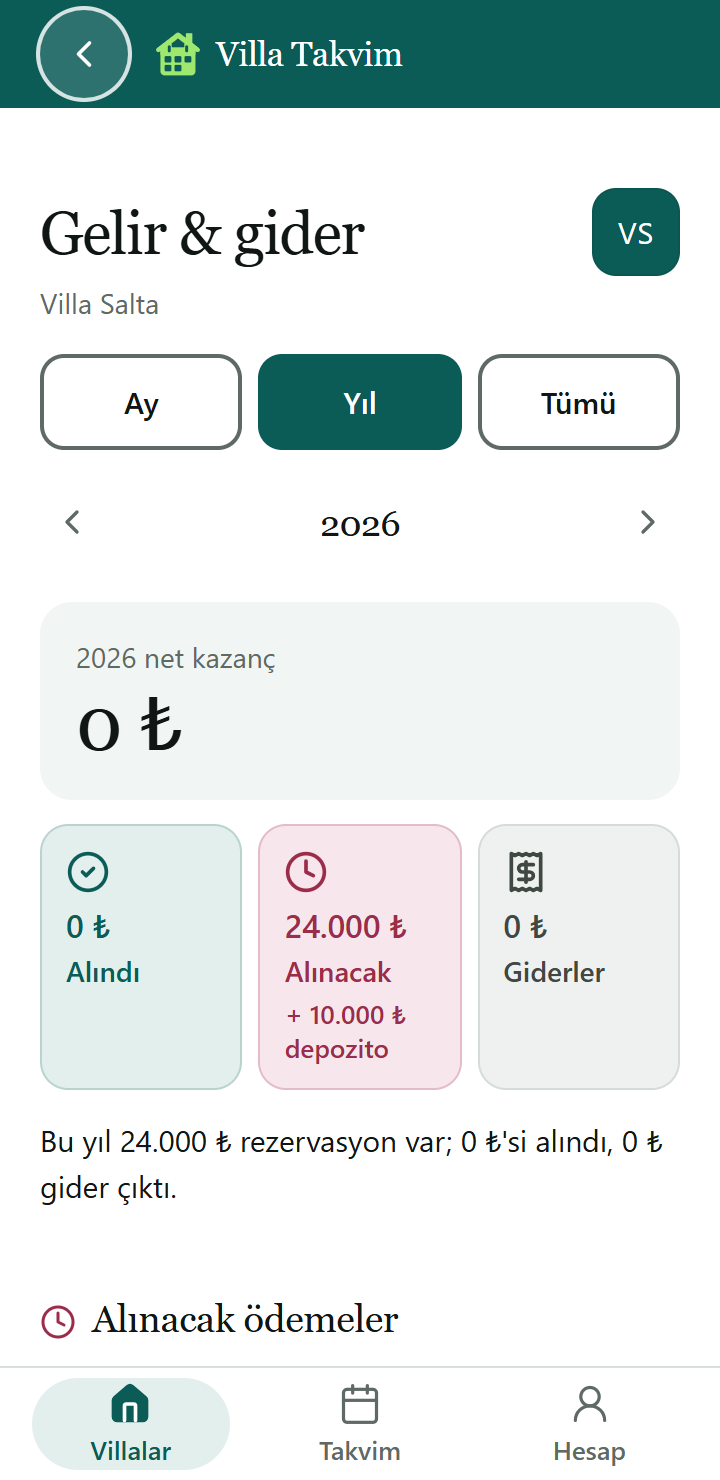 Villa Takvim
Gelir & gider
VS
Villa Salta
Ay
Yıl
Tümü
2026
2026 net kazanç
0 ₺
0 ₺
Alındı
24.000 ₺
Alınacak
+ 10.000 ₺
depozito
0 ₺
Giderler
Bu yıl 24.000 ₺ rezervasyon var; 0 ₺'si alındı, 0 ₺
gider çıktı.
Alınacak ödemeler
Villalar
Takvim
Hesap